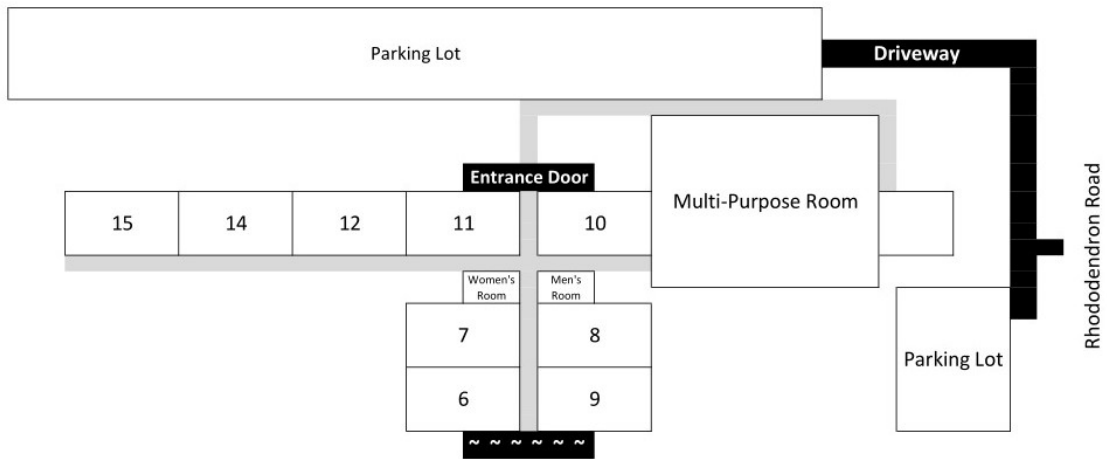 Parking Lot
Driveway
Entrance Door
Multi-Purpose Room
15
14
12
11
10
Rhododendron Road
Women's
Room
Men's
Room
7
8
Parking Lot
6
9
~ ~ ~ ~ ~ ~